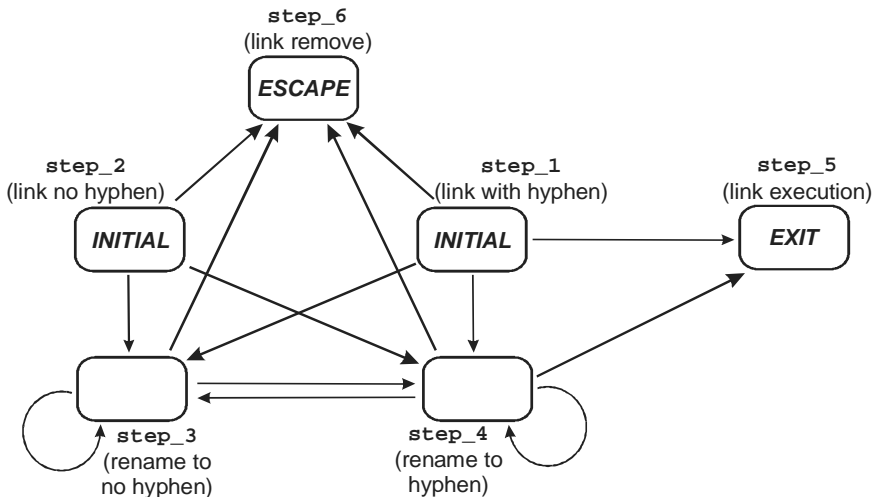 step_6
(link remove)
ESCAPE
step_2
(link no hyphen)
INITIAL
step_1
(link with hyphen)
INITIAL
step_5
(link execution)
EXIT
step_3
(rename to
no hyphen)
step_4
(rename to
hyphen)